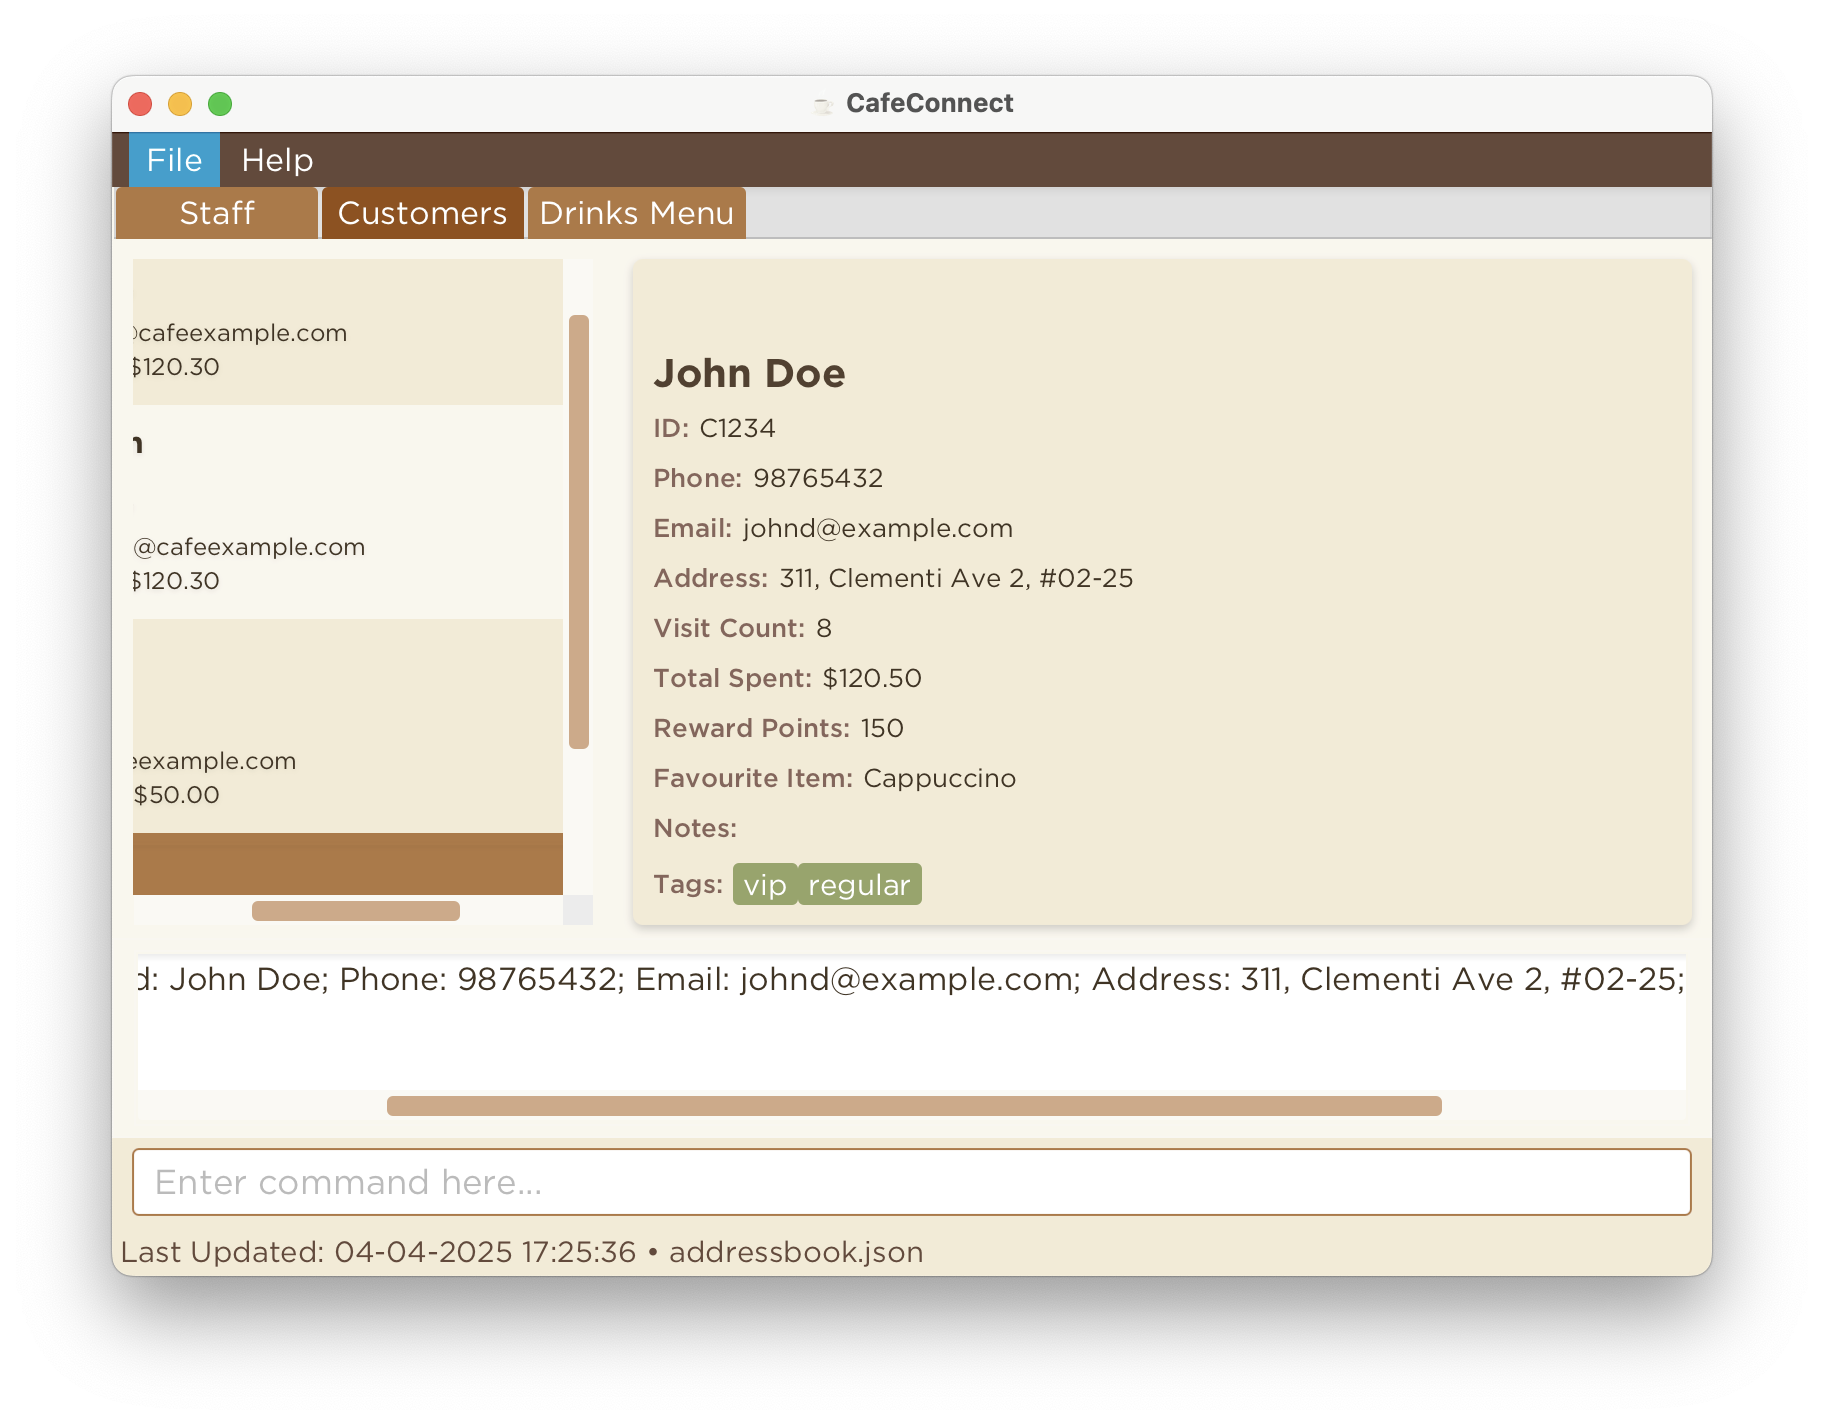 CafeConnect
File Help
Staff Customers Drinks Menu
@cafeexample.com
$120.30
@cafeexample.com
$120.30
example.com
$50.00
John Doe
ID: C1234
Phone: 98765432
Email: johnd@example.com
Address: 311, Clementi Ave 2, #02-25
Visit Count: 8
Total Spent: $120.50
Reward Points: 150
Favourite Item: Cappuccino
Notes:
Tags: vip regular
d: John Doe; Phone: 98765432; Email: johnd@example.com; Address: 311, Clementi Ave 2, #02-25;
Enter command here...
Last Updated: 04-04-2025 17:25:36 • addressbook.json